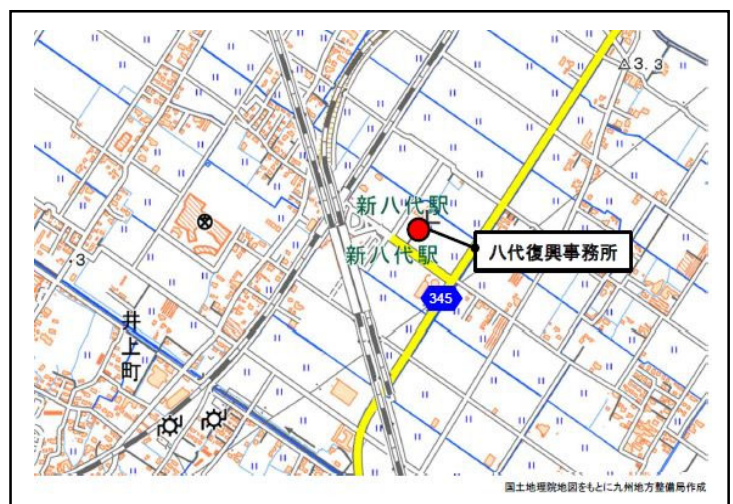 3.3
新八代駅
新八代駅
八代復興事務所
345
・3
井上町
国土地理院地図をもとに九州地方整備局作成